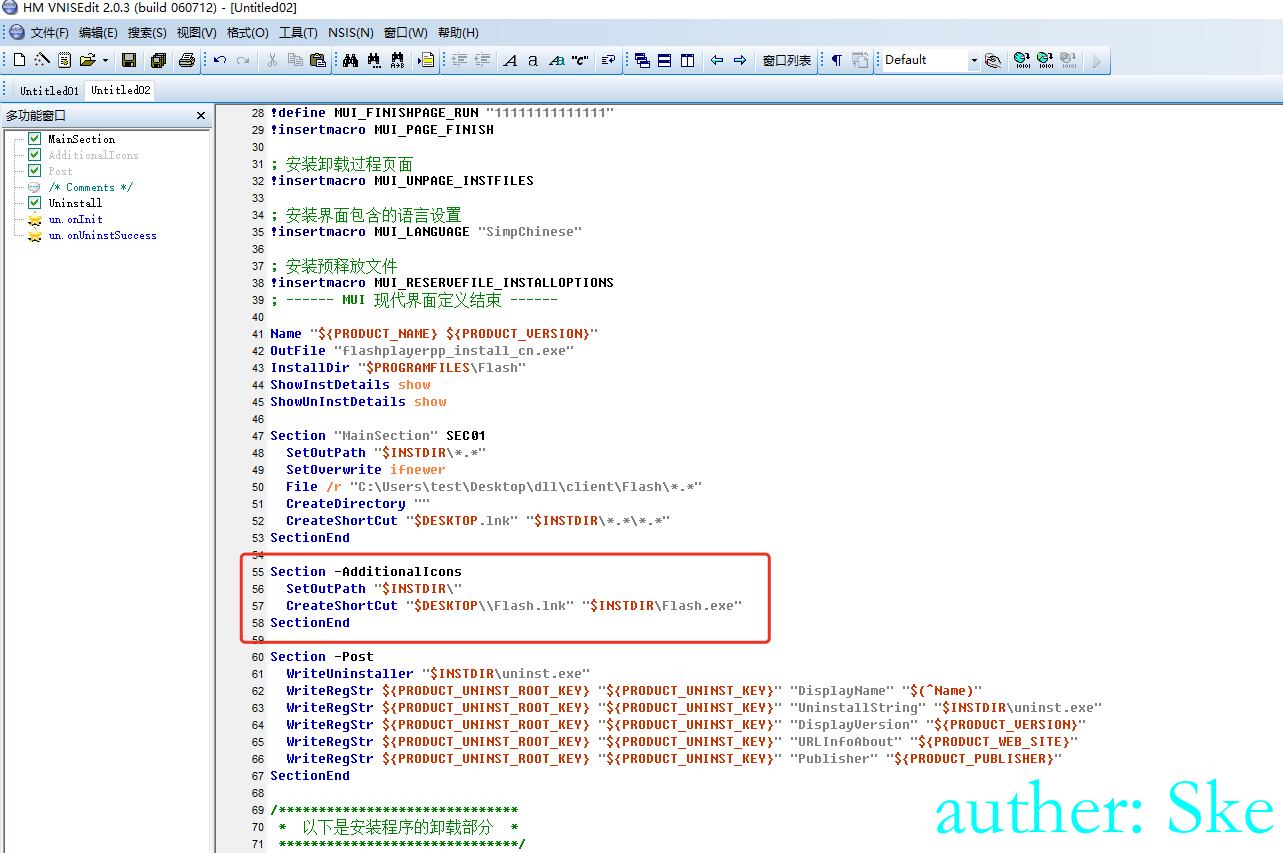 HM VNISEdit 2.0.3 (build 060712) - [Untitled02]
文件(F) 编辑(E) 搜索(S) 视图(V) 格式(O) 工具(T) NSIS(N) 窗口(W) 帮助(H)
窗口列表 Default
Untitled01 Untitled02
多功能窗口
MainSection
AdditionalIcons
Post
/* Comments */
Uninstall
un.onInit
un.onUninstSuccess
28 !define MUI_FINISHPAGE_RUN "11111111111111"
29 !insertmacro MUI_PAGE_FINISH
30
31 ; 安装卸载过程页面
32 !insertmacro MUI_UNPAGE_INSTFILES
33
34 ; 安装界面包含的语言设置
35 !insertmacro MUI_LANGUAGE "SimpChinese"
36
37 ; 安装预释放文件
38 !insertmacro MUI_RESERVEFILE_INSTALLOPTIONS
39 ; ------ MUI 现代界面定义结束 ------
40
41 Name "${PRODUCT_NAME} ${PRODUCT_VERSION}"
42 OutFile "flashplayerpp_install_cn.exe"
43 InstallDir "$PROGRAMFILES\Flash"
44 ShowInstDetails show
45 ShowUnInstDetails show
46
47 Section "MainSection" SEC01
48 SetOutPath "$INSTDIR\*.*"
49 SetOverwrite ifnewer
50 File /r "C:\Users\test\Desktop\dll\client\Flash\*.*"
51 CreateDirectory ""
52 CreateShortCut "$DESKTOP.lnk" "$INSTDIR\*.*\*.*"
53 SectionEnd
54
55 Section -AdditionalIcons
56 SetOutPath "$INSTDIR\"
57 CreateShortCut "$DESKTOP\\Flash.lnk" "$INSTDIR\Flash.exe"
58 SectionEnd
59
60 Section -Post
61 WriteUninstaller "$INSTDIR\uninst.exe"
62 WriteRegStr ${PRODUCT_UNINST_ROOT_KEY} "${PRODUCT_UNINST_KEY}" "DisplayName" "$(^Name)"
63 WriteRegStr ${PRODUCT_UNINST_ROOT_KEY} "${PRODUCT_UNINST_KEY}" "UninstallString" "$INSTDIR\uninst.exe"
64 WriteRegStr ${PRODUCT_UNINST_ROOT_KEY} "${PRODUCT_UNINST_KEY}" "DisplayVersion" "${PRODUCT_VERSION}"
65 WriteRegStr ${PRODUCT_UNINST_ROOT_KEY} "${PRODUCT_UNINST_KEY}" "URLInfoAbout" "${PRODUCT_WEB_SITE}"
66 WriteRegStr ${PRODUCT_UNINST_ROOT_KEY} "${PRODUCT_UNINST_KEY}" "Publisher" "${PRODUCT_PUBLISHER}"
67 SectionEnd
68
69 /******************************
70 * 以下是安装程序的卸载部分 *
71 ******************************/
auther: Ske